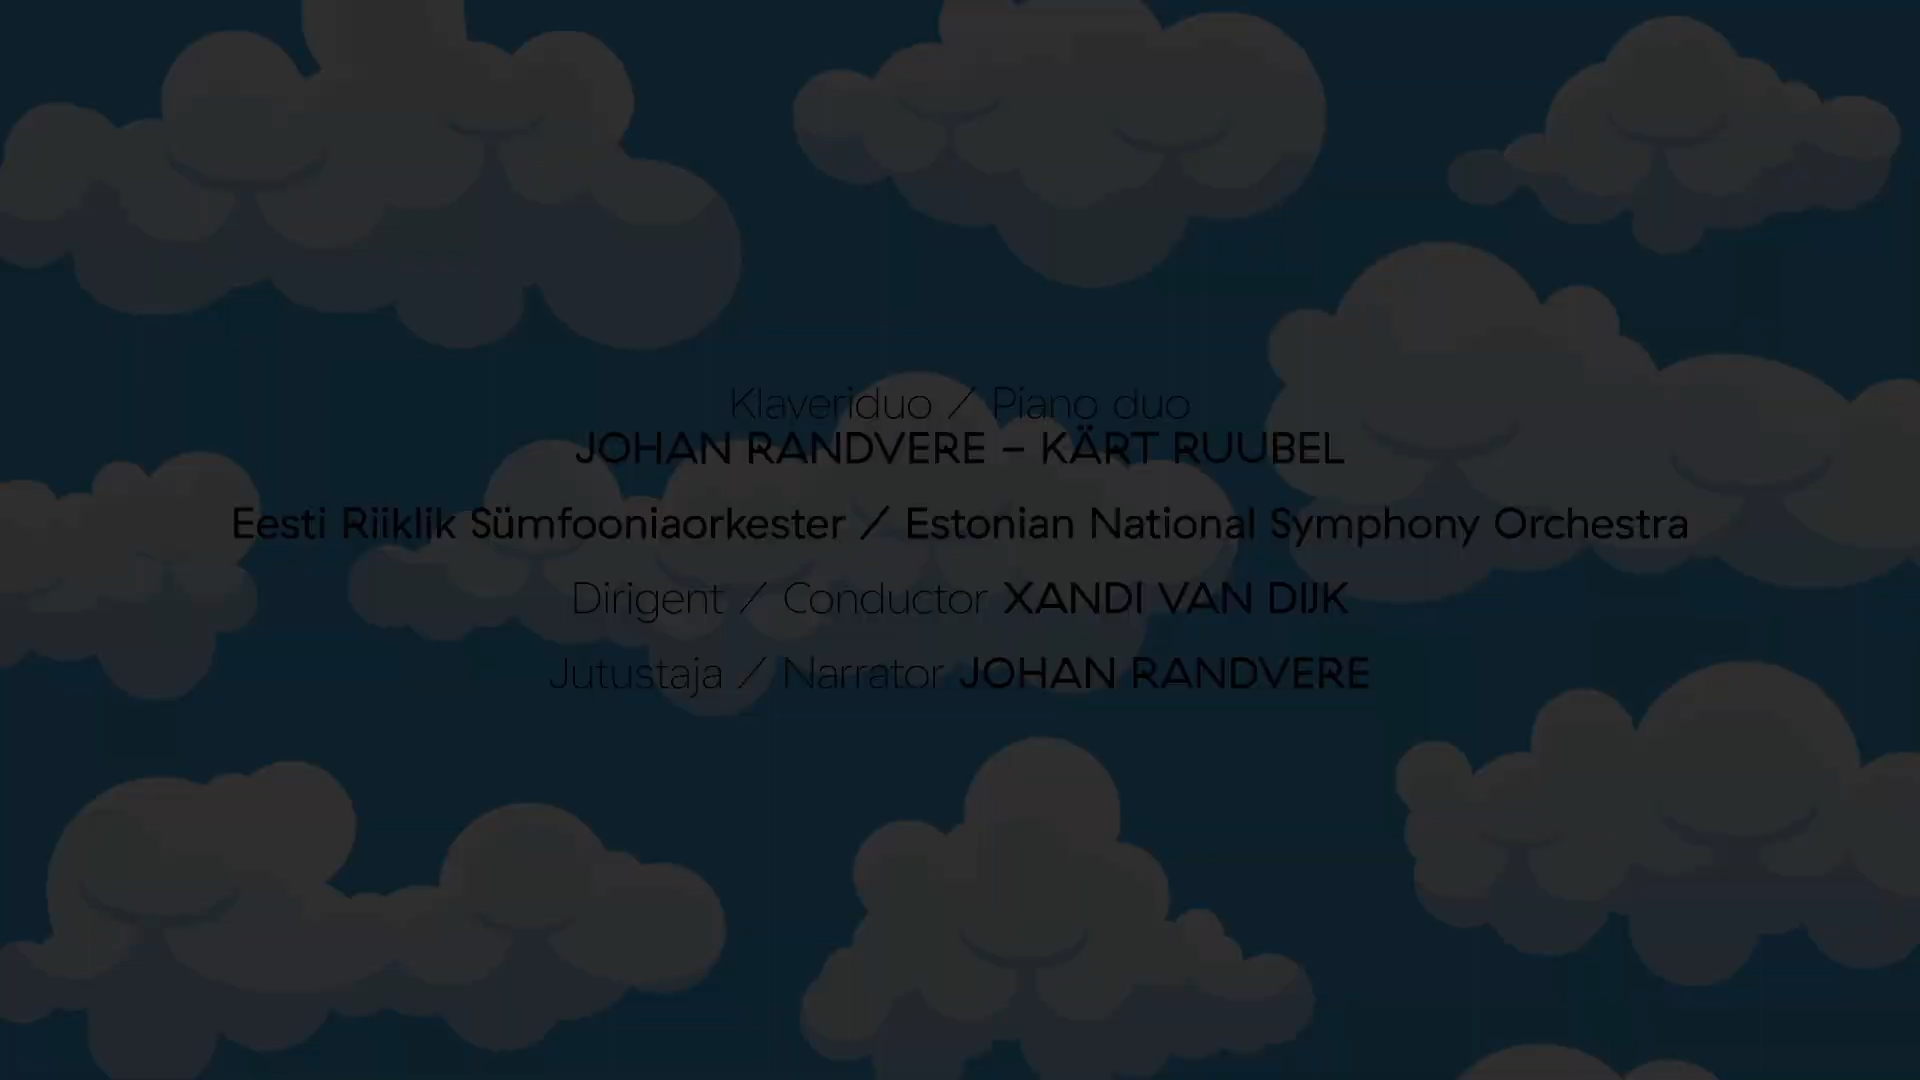 Klaveriduo / Piano duo
JOHAN RANDVERE – KÄRT RUUBEL
Eesti Riiklik Sümfooniaorkester / Estonian National Symphony Orchestra
Dirigent / Conductor XANDI VAN DIJK
Jutustaja / Narrator JOHAN RANDVERE